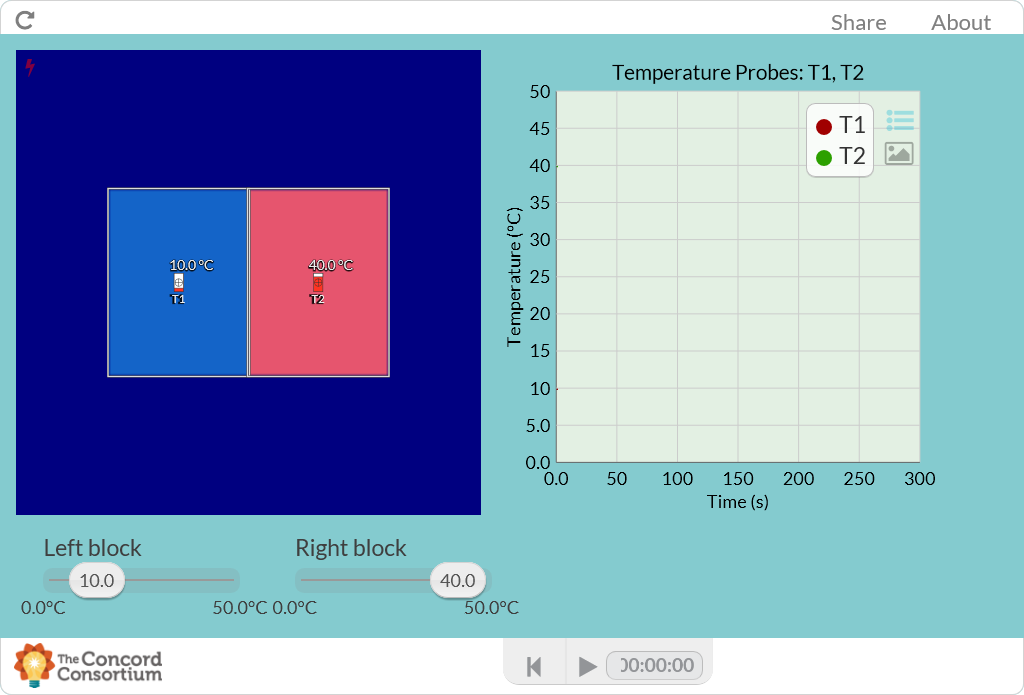 Share
About
Temperature Probes: T1, T2
50
45
40
35
30
25
20
15
10
5.0
0.0
Temperature (°C)
T1
T2
0.0
50
100
150
200
250
300
Time (s)
10.0 °C
T1
40.0 °C
T2
Left block
10.0
0.0°C
50.0°C
Right block
40.0
0.0°C
50.0°C
The Concord
Consortium
00:00:00